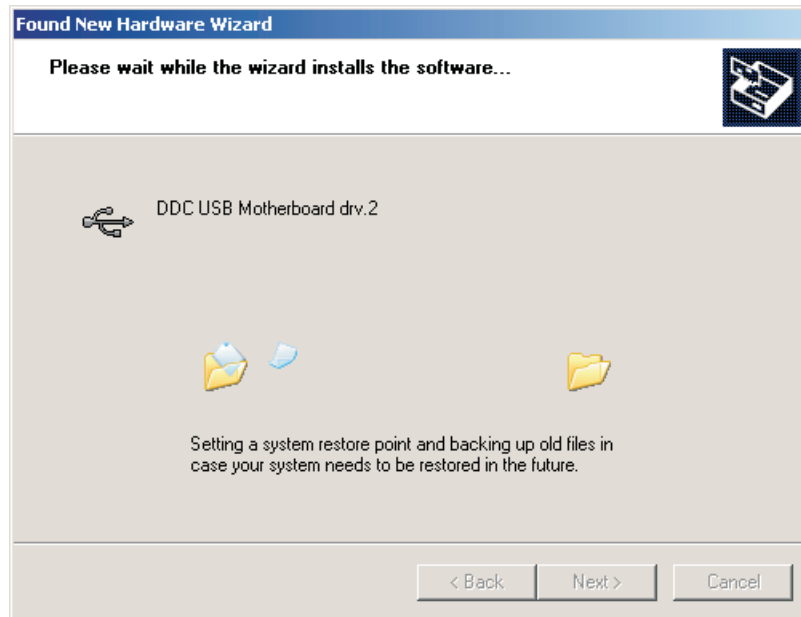 Found New Hardware Wizard
Please wait while the wizard installs the software...
DDC USB Motherboard drv.2
Setting a system restore point and backing up old files in
case your system needs to be restored in the future.
< Back
Next >
Cancel